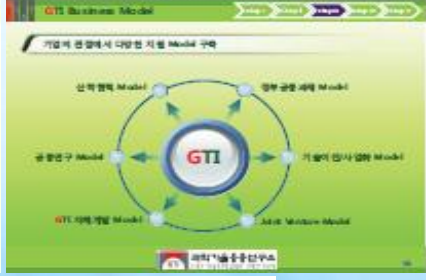 GTI Business Model
기업의 관점에서 다양한 지원 Model 구축
산학협력 Model
정부공동과제 Model
공동연구 Model
GTI
기술이전/사업화 Model
GTI 자체개발 Model
Joint Venture Model